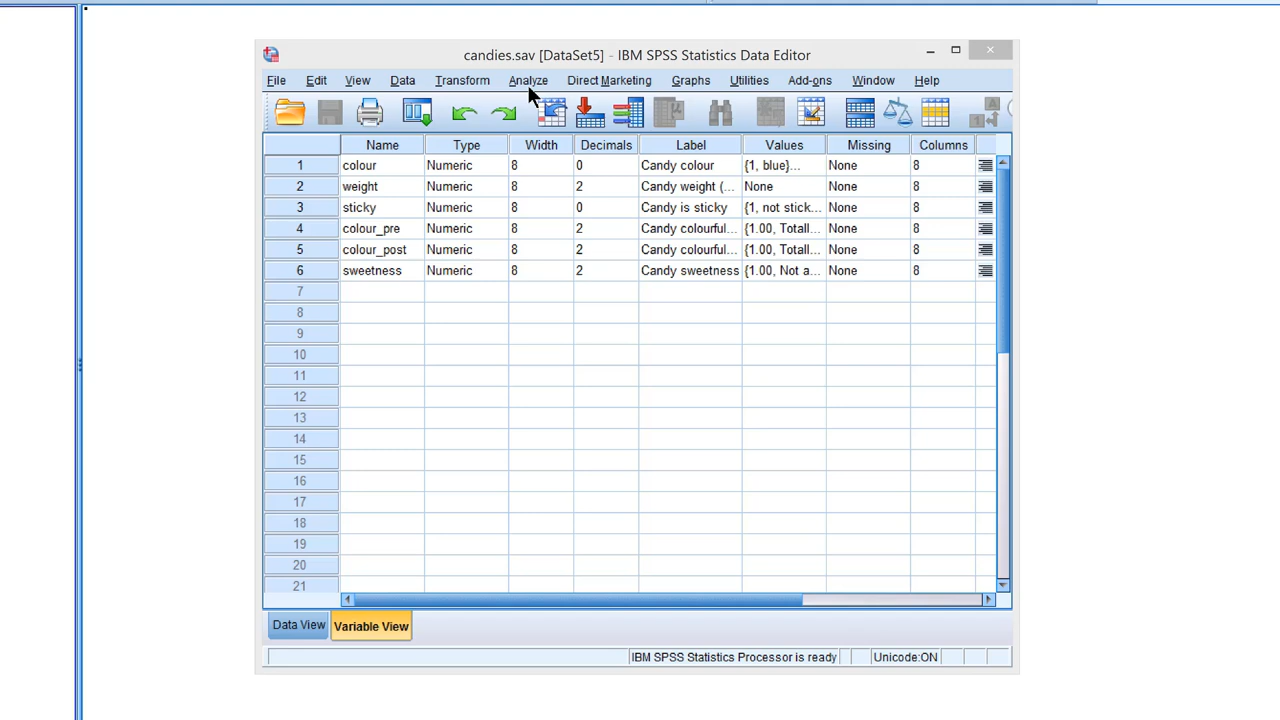 candies.sav [DataSet5] - IBM SPSS Statistics Data Editor
File Edit View Data Transform Analyze Direct Marketing Graphs Utilities Add-ons Window Help
Name Type Width Decimals Label Values Missing Columns
1 colour Numeric 8 0 Candy colour {1, blue}... None 8
2 weight Numeric 8 2 Candy weight (... None None 8
3 sticky Numeric 8 0 Candy is sticky {1, not stick... None 8
4 colour_pre Numeric 8 2 Candy colourful... {1.00, Totall... None 8
5 colour_post Numeric 8 2 Candy colourful... {1.00, Totall... None 8
6 sweetness Numeric 8 2 Candy sweetness {1.00, Not a... None 8
7
8
9
10
11
12
13
14
15
16
17
18
19
20
21
Data View Variable View
IBM SPSS Statistics Processor is ready Unicode:ON